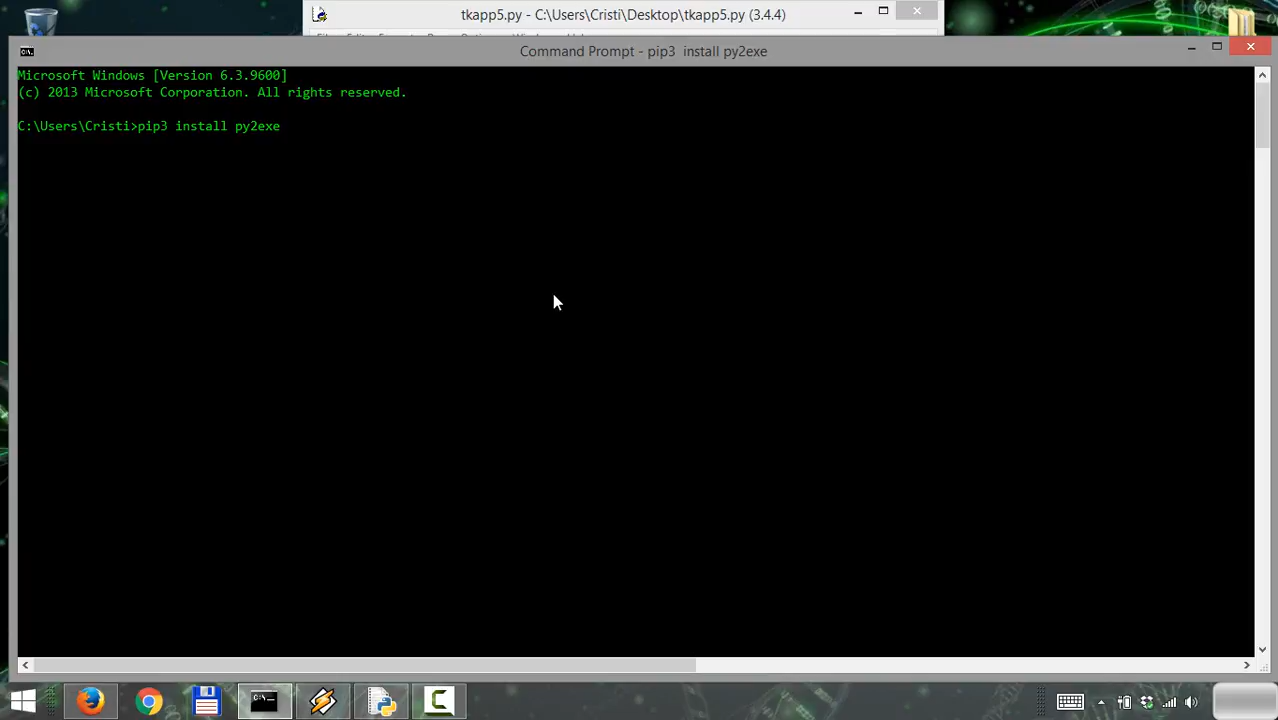 tkapp5.py - C:\Users\Cristi\Desktop\tkapp5.py (3.4.4)
Command Prompt - pip3  install py2exe
Microsoft Windows [Version 6.3.9600]
(c) 2013 Microsoft Corporation. All rights reserved.
C:\Users\Cristi>pip3 install py2exe